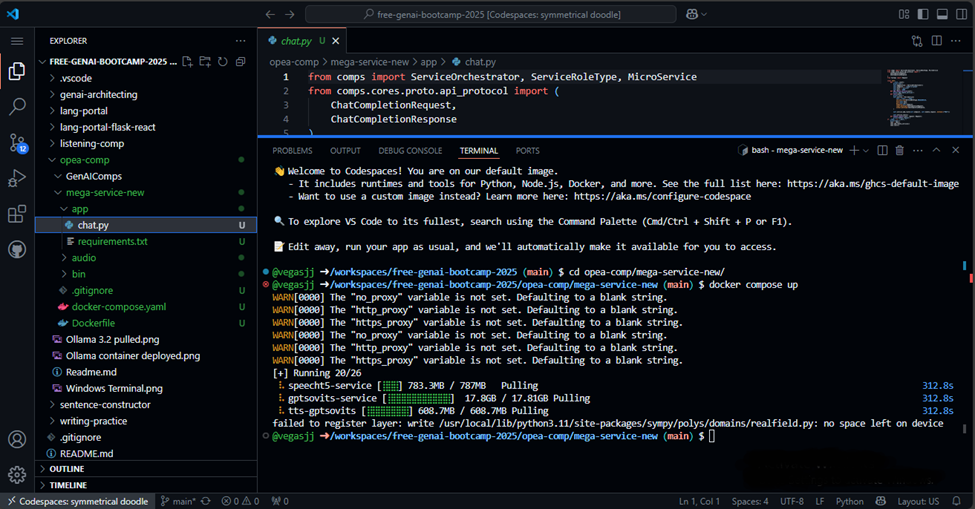 free-genai-bootcamp-2025 [Codespaces: symmetrical doodle]
EXPLORER
FREE-GENAI-BOOTCAMP-2025 ...
.vscode
genai-architecting
lang-portal
lang-portal-flask-react
listening-comp
opea-comp
GenAIComps
mega-service-new
app
chat.py U
requirements.txt U
audio
bin
.gitignore U
docker-compose.yaml U
Dockerfile U
Ollama 3.2 pulled.png
Ollama container deployed.png
Readme.md
Windows Terminal.png
sentence-constructor
writing-practice
.gitignore
README.md
OUTLINE
TIMELINE
12
chat.py U
opea-comp > mega-service-new > app > chat.py
1 from comps import ServiceOrchestrator, ServiceRoleType, MicroService
2 from comps.cores.proto.api_protocol import (
3 ChatCompletionRequest,
4 ChatCompletionResponse
5 )
PROBLEMS OUTPUT DEBUG CONSOLE TERMINAL PORTS
bash - mega-service-new
👋 Welcome to Codespaces! You are on our default image.
- It includes runtimes and tools for Python, Node.js, Docker, and more. See the full list here: https://aka.ms/ghcs-default-image
- Want to use a custom image instead? Learn more here: https://aka.ms/configure-codespace
🔍 To explore VS Code to its fullest, search using the Command Palette (Cmd/Ctrl + Shift + P or F1).
📝 Edit away, run your app as usual, and we'll automatically make it available for you to access.
@vegasjj ➜ /workspaces/free-genai-bootcamp-2025 (main) $ cd opea-comp/mega-service-new/
@vegasjj ➜ /workspaces/free-genai-bootcamp-2025/opea-comp/mega-service-new (main) $ docker compose up
WARN[0000] The "no_proxy" variable is not set. Defaulting to a blank string.
WARN[0000] The "http_proxy" variable is not set. Defaulting to a blank string.
WARN[0000] The "https_proxy" variable is not set. Defaulting to a blank string.
WARN[0000] The "no_proxy" variable is not set. Defaulting to a blank string.
WARN[0000] The "http_proxy" variable is not set. Defaulting to a blank string.
WARN[0000] The "https_proxy" variable is not set. Defaulting to a blank string.
[+] Running 20/26
speecht5-service [⣿⣿⣿] 783.3MB / 787MB Pulling 312.8s
gptsovits-service [⣿⣿⣿⣿⣿⣿⣿⣿⣿⣿] 17.8GB / 17.81GB Pulling 312.8s
tts-gptsovits [⣿⣿⣿⣿⣿⣿⣿] 608.7MB / 608.7MB Pulling 312.8s
failed to register layer: write /usr/local/lib/python3.11/site-packages/sympy/polys/domains/realfield.py: no space left on device
@vegasjj ➜ /workspaces/free-genai-bootcamp-2025/opea-comp/mega-service-new (main) $
Codespaces: symmetrical doodle main* 0 0 0 Ln 1, Col 1 Spaces: 4 UTF-8 LF Python Layout: US